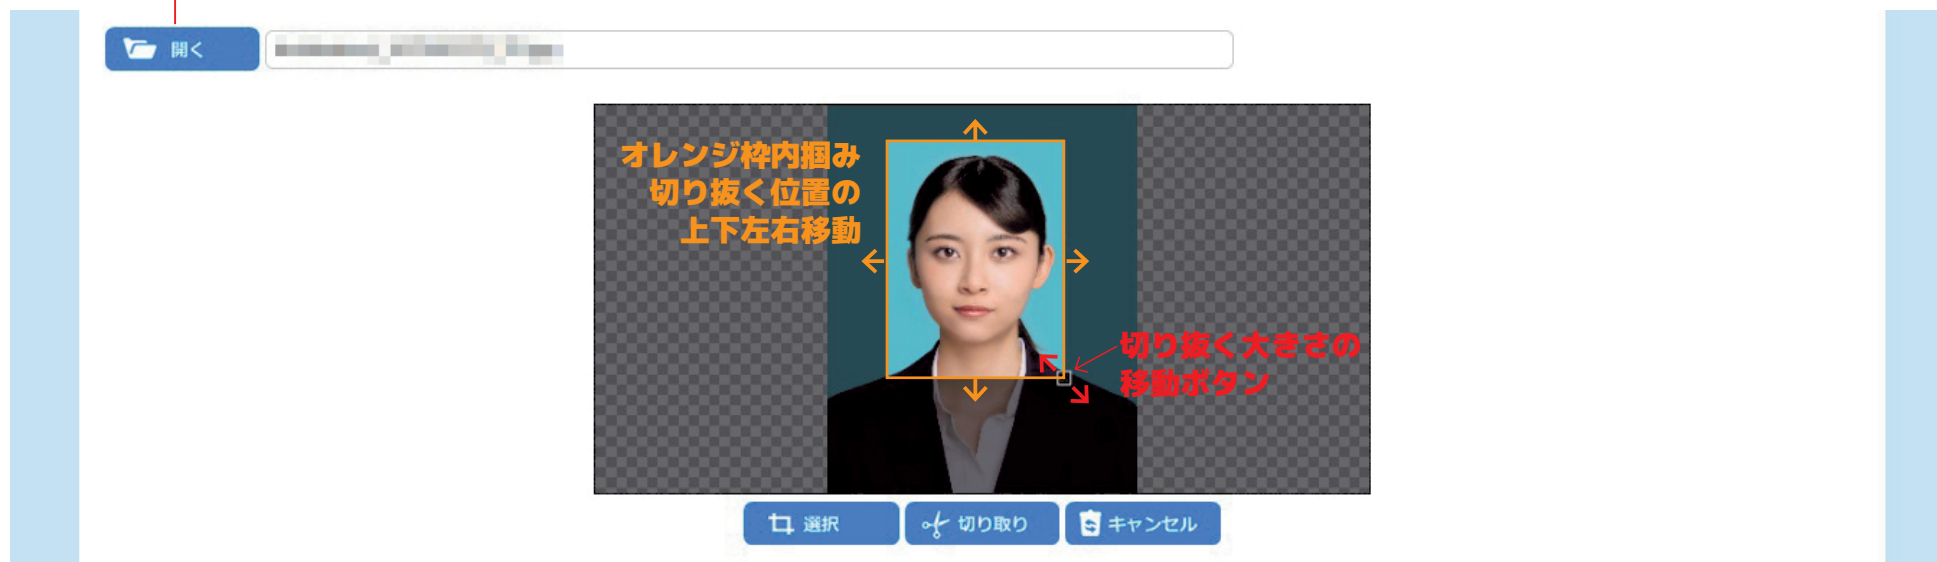 開く
オレンジ枠内掴み
切り抜く位置の
上下左右移動
切り抜く大きさの
移動ボタン
選択
切り取り
キャンセル